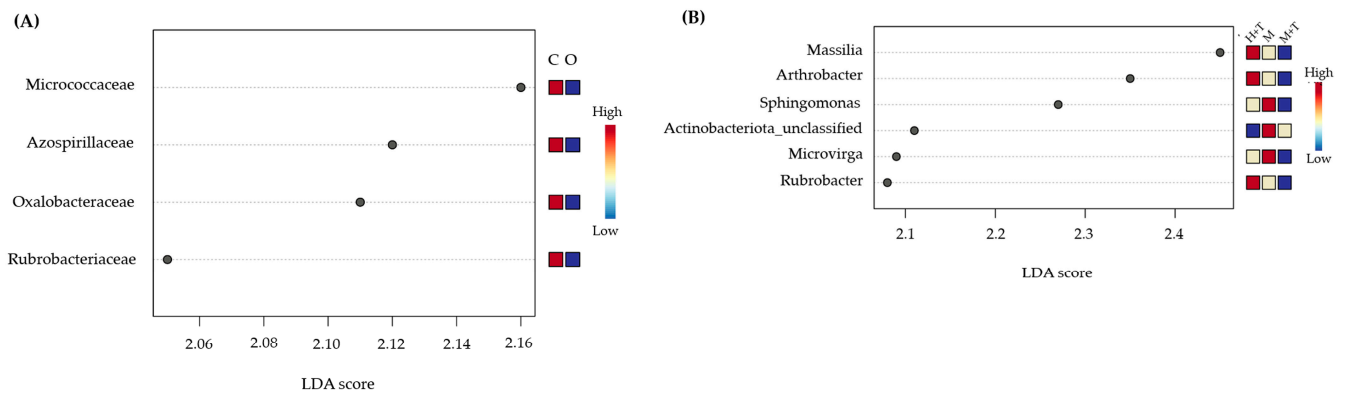 (A)
C O
Micrococcaceae
Azospirillaceae
Oxalobacteraceae
Rubrobacteriaceae
High
Low
2.06 2.08 2.10 2.12 2.14 2.16
LDA score
(B)
H+T M M+T
Massilia
Arthrobacter
Sphingomonas
Actinobacteriota_unclassified
Microvirga
Rubrobacter
High
Low
2.1 2.2 2.3 2.4
LDA score